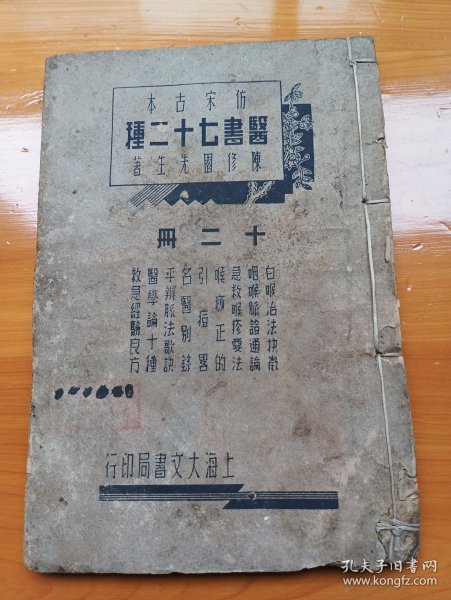 仿宋古本
醫書七十二種
陳修園先生著
十二冊
白喉治法抉微
咽喉脈證通論
急救喉疹要法
喉痧正的
引痘畧
名醫別錄
平辨脈法歌訣
醫學論十種
救急經驗良方
上海大文書局印行
孔夫子旧书网
www.kongfz.com